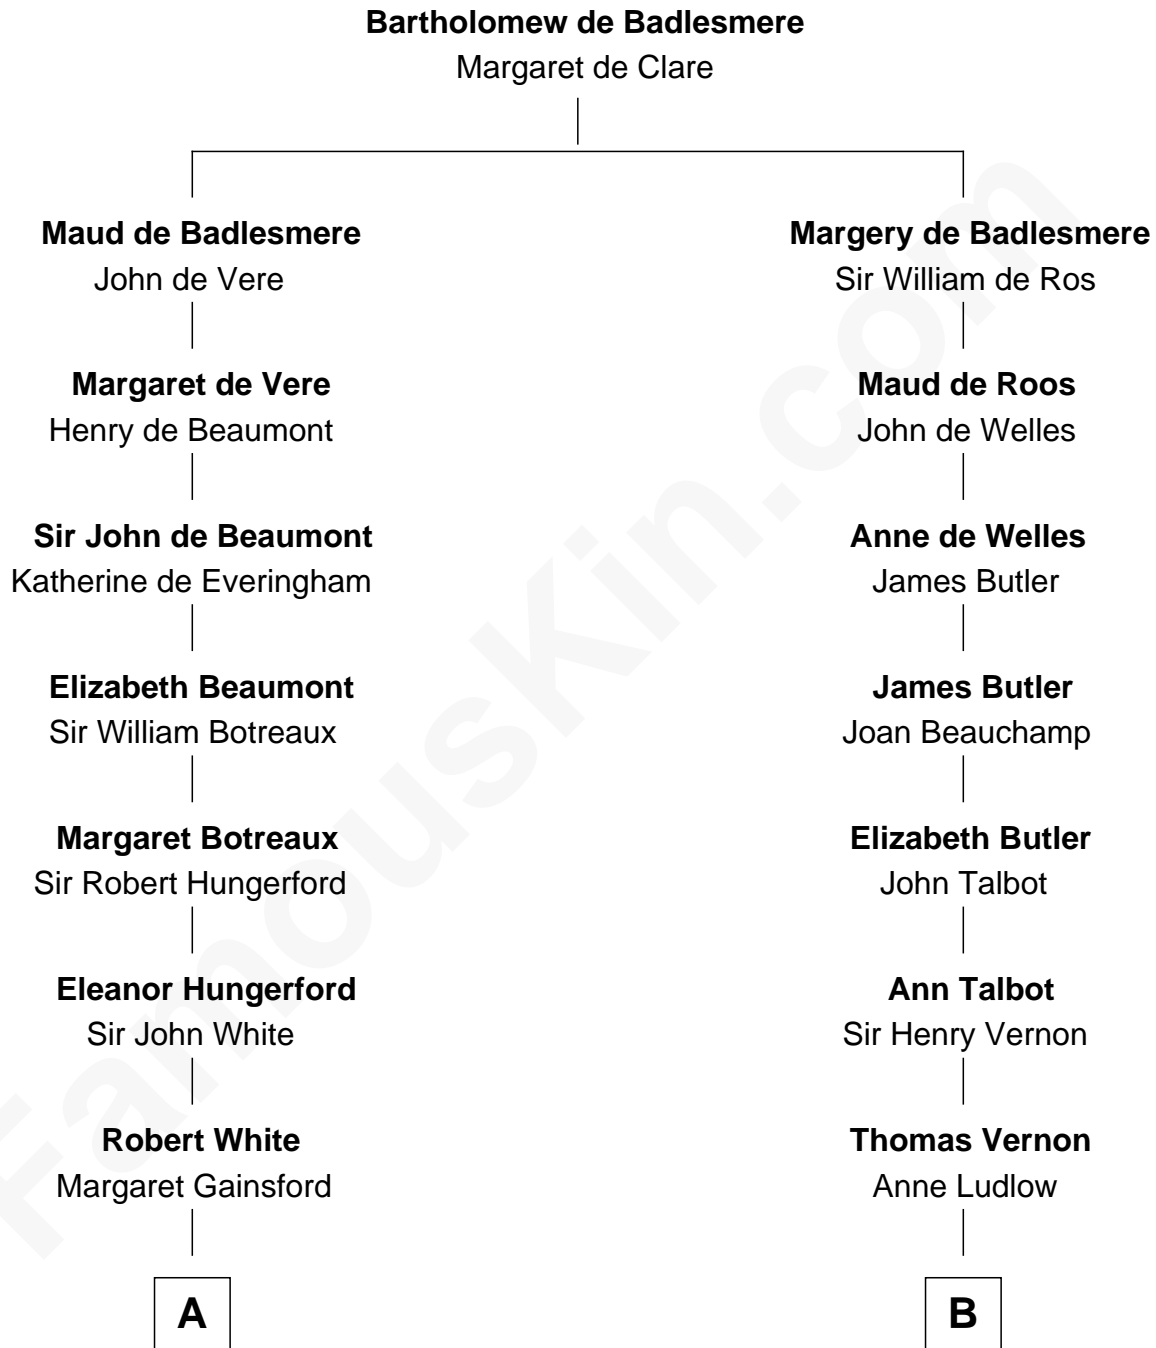 Bartholomew de Badlesmere
Margaret de Clare
Maud de Badlesmere
John de Vere
Margery de Badlesmere
Sir William de Ros
Margaret de Vere
Henry de Beaumont
Maud de Roos
John de Welles
Sir John de Beaumont
Katherine de Everingham
Anne de Welles
James Butler
Elizabeth Beaumont
Sir William Botreaux
James Butler
Joan Beauchamp
Margaret Botreaux
Sir Robert Hungerford
Elizabeth Butler
John Talbot
Eleanor Hungerford
Sir John White
Ann Talbot
Sir Henry Vernon
Robert White
Margaret Gainsford
Thomas Vernon
Anne Ludlow
A
B
FamousKin.com